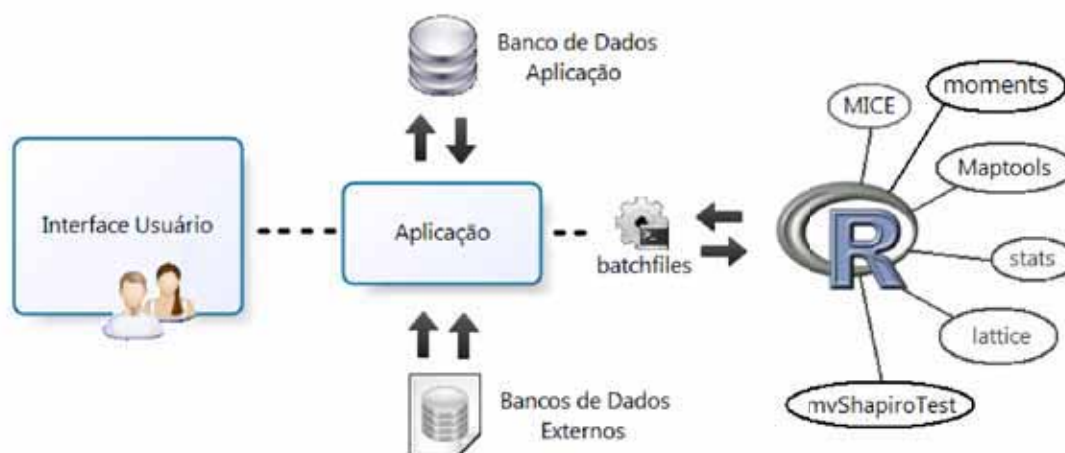 Banco de Dados
Aplicação
Interface Usuário
Aplicação
batchfiles
Bancos de Dados
Externos
R
MICE
moments
Maptools
stats
lattice
mvShapiroTest